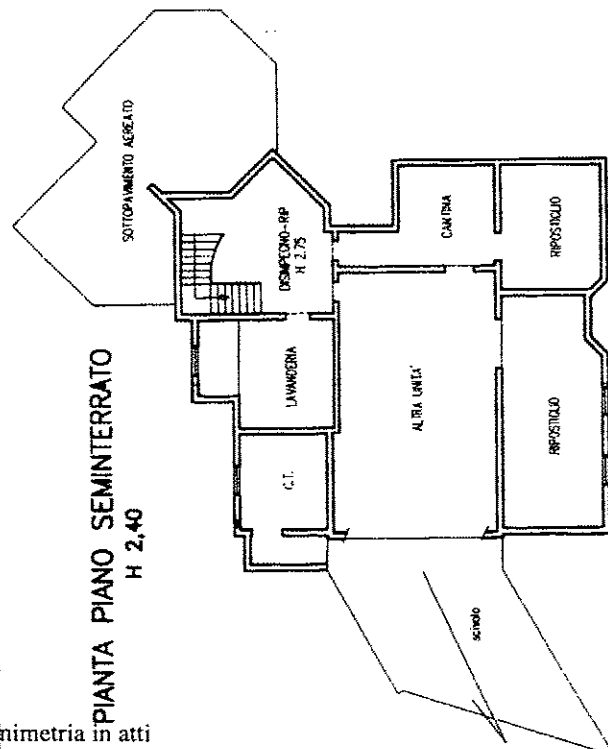 PIANTA PIANO SEMINTERRATO
H 2,40
SOTTOPAVIMENTO AEREATO
DISIMPEGNO-RIP
H 2.75
LAVANDERIA
C.T.
CANTINA
RIPOSTIGLIO
ALTRA UNITA'
RIPOSTIGLIO
scivolo
nimetria in atti